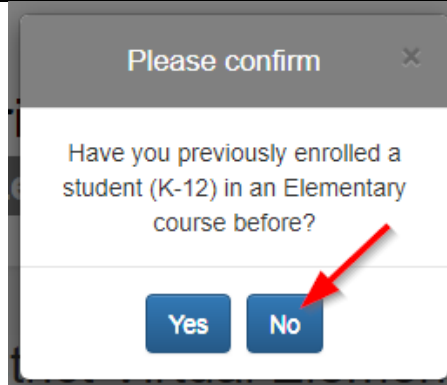 Please confirm ×
Have you previously enrolled a
student (K-12) in an Elementary
course before?
Yes No